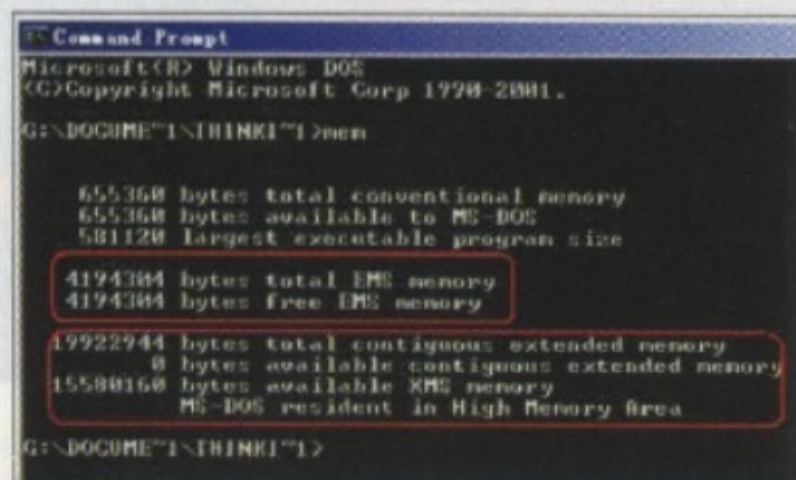 Command Prompt
Microsoft(R) Windows DOS
(C)Copyright Microsoft Corp 1990-2001.
G:\DOCUME~1\THINKI~1>mem
655360 bytes total conventional memory
655360 bytes available to MS-DOS
581120 largest executable program size
4194304 bytes total EMS memory
4194304 bytes free EMS memory
19922944 bytes total contiguous extended memory
0 bytes available contiguous extended memory
15580160 bytes available XMS memory
MS-DOS resident in High Memory Area
G:\DOCUME~1\THINKI~1>